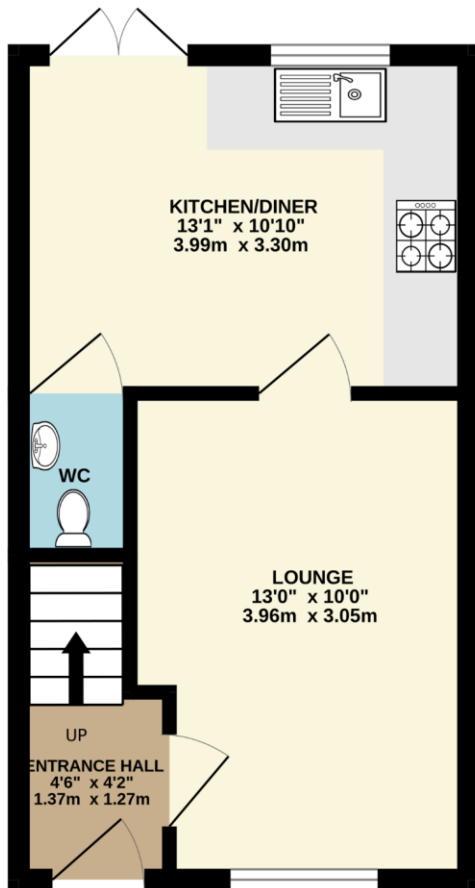 KITCHEN/DINER
13'1" x 10'10"
3.99m x 3.30m
WC
LOUNGE
13'0" x 10'0"
3.96m x 3.05m
UP
ENTRANCE HALL
4'6" x 4'2"
1.37m x 1.27m